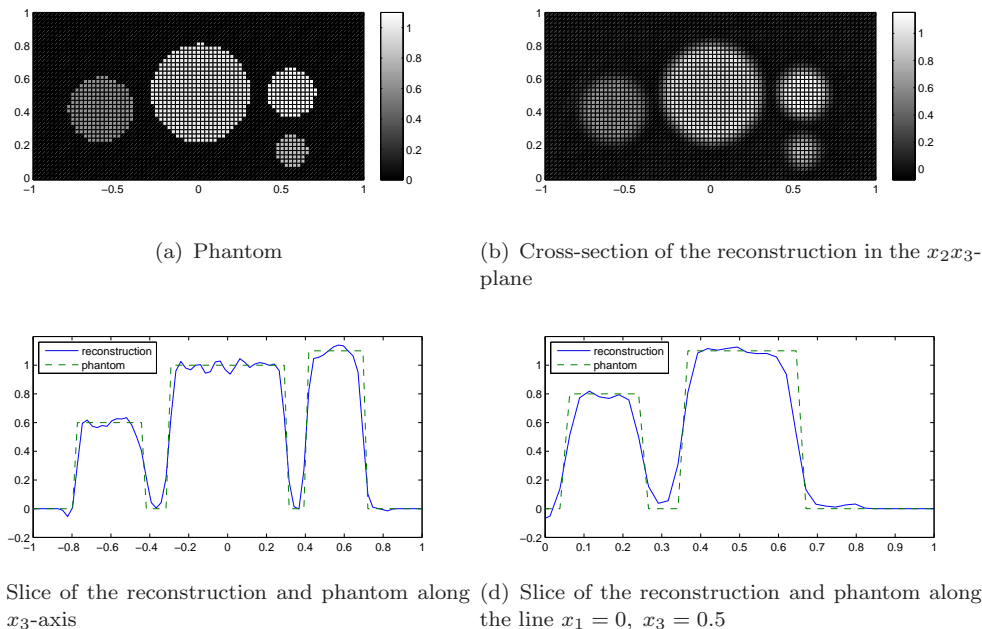 1
0.8
0.6
0.4
0.2
0
−1 −0.5 0 0.5 1
1
0.8
0.6
0.4
0.2
0
1
0.8
0.6
0.4
0.2
0
−1 −0.5 0 0.5 1
1
0.8
0.6
0.4
0.2
0
(a) Phantom
(b) Cross-section of the reconstruction in the x₂x₃-
plane
reconstruction
phantom
1
0.8
0.6
0.4
0.2
0
−0.2
−1 −0.8 −0.6 −0.4 −0.2 0 0.2 0.4 0.6 0.8 1
reconstruction
phantom
1
0.8
0.6
0.4
0.2
0
−0.2
0 0.1 0.2 0.3 0.4 0.5 0.6 0.7 0.8 0.9 1
Slice of the reconstruction and phantom along
x₃-axis
(d) Slice of the reconstruction and phantom along
the line x₁ = 0, x₃ = 0.5